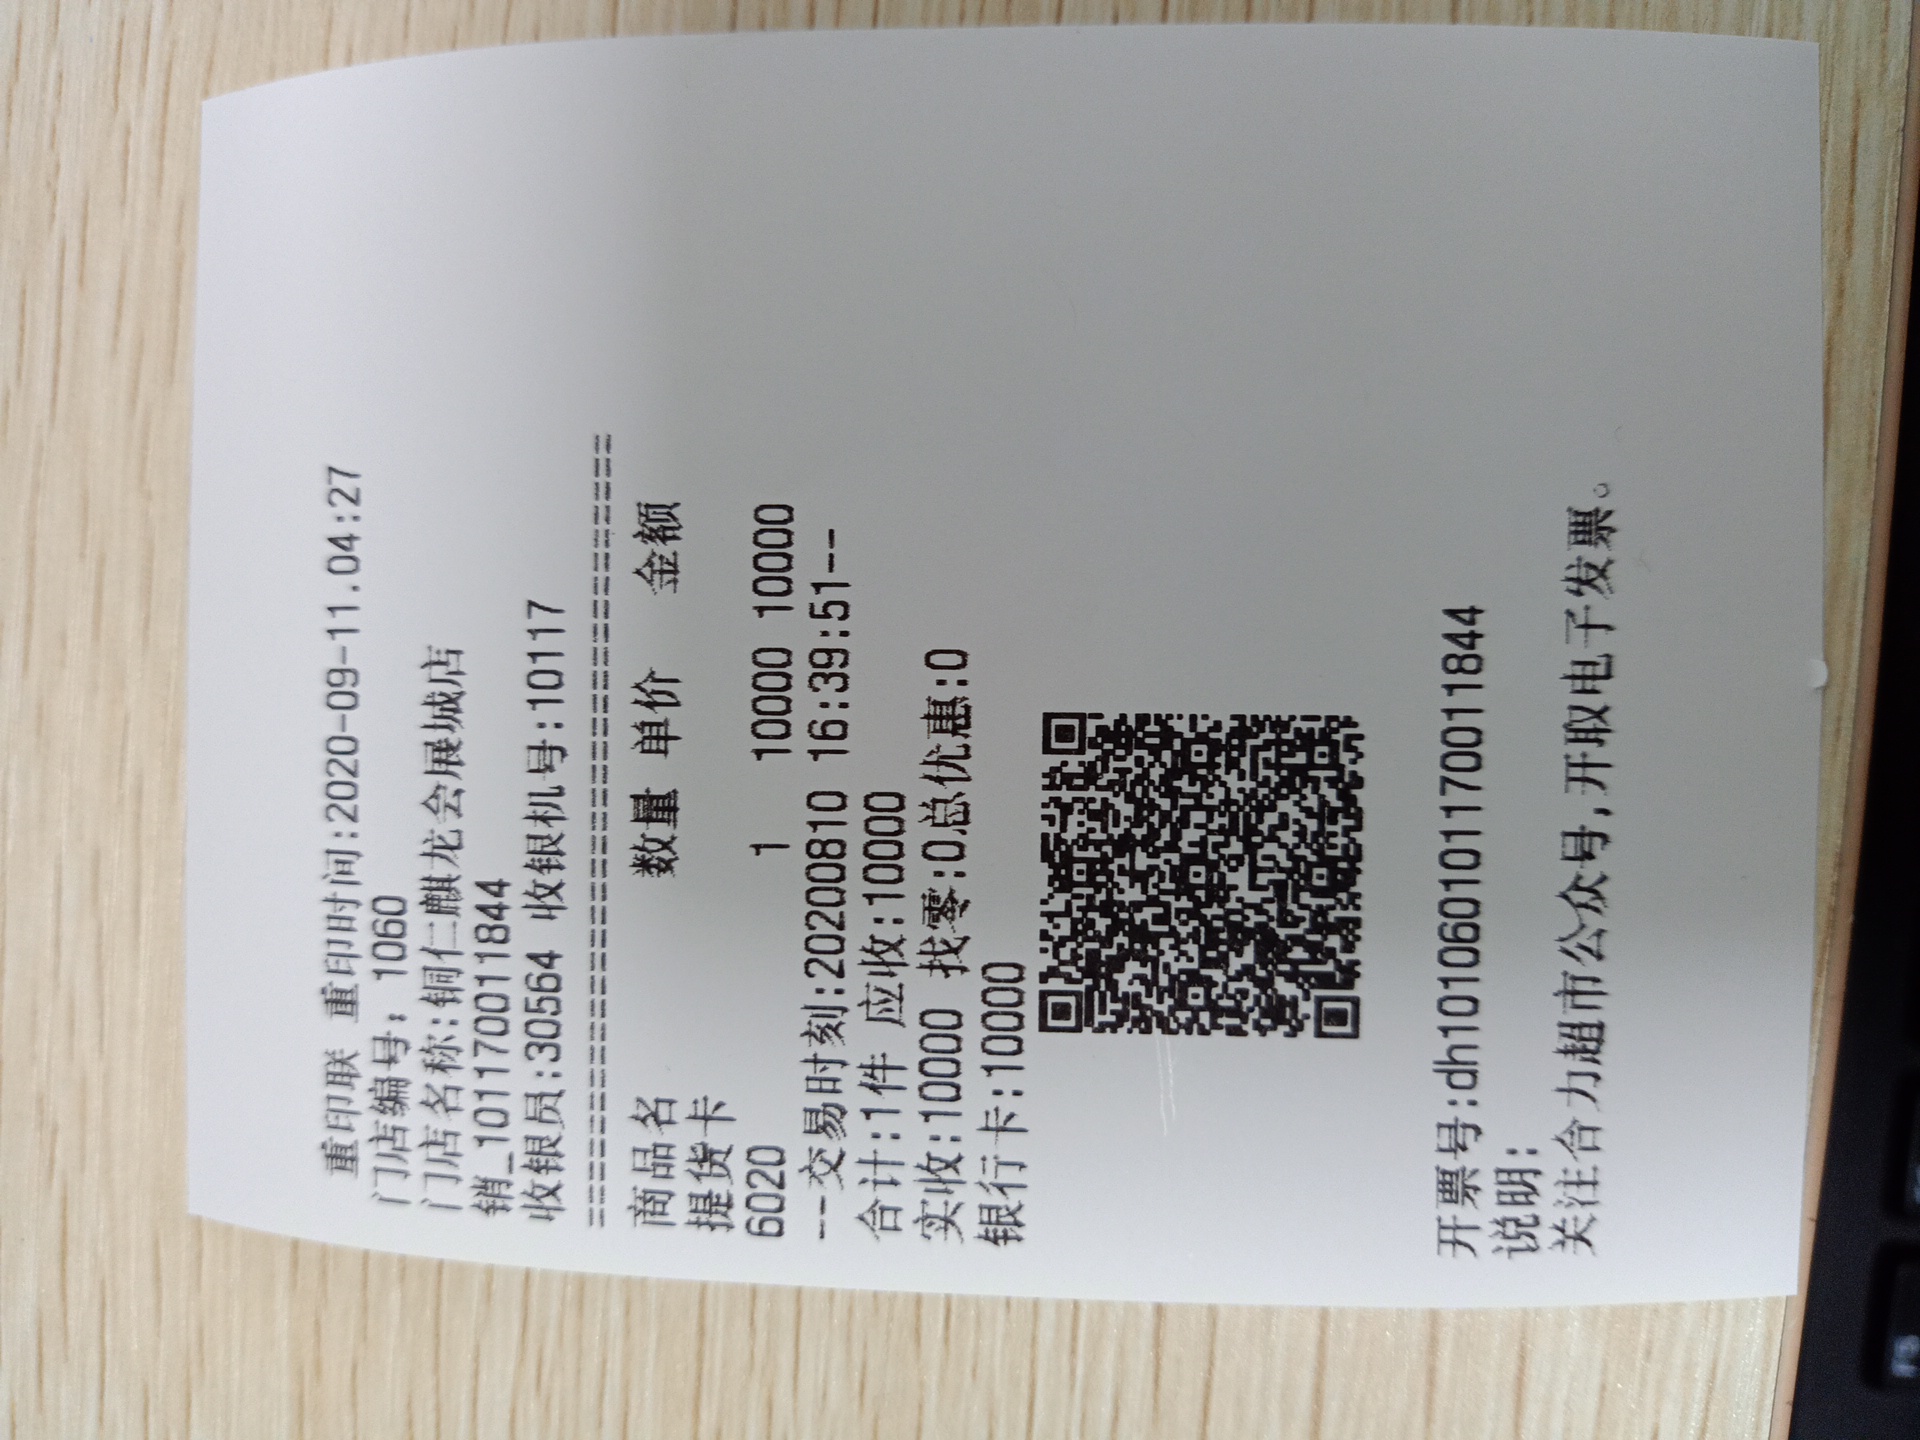 重印联 重印时间:2020-09-11.04:27
门店编号: 1060
门店名称:铜仁麒龙会展城店
销_101170011844
收银员:30564 收银机号:10117
================================
商品名 数量 单价 金额
提货卡
6020 1 10000 10000
--交易时刻:20200810 16:39:51--
合计:1件 应收:10000
实收:10000 找零:0总优惠:0
银行卡:10000
开票号:dh101060101170011844
说明:
关注合力超市公众号,开取电子发票。